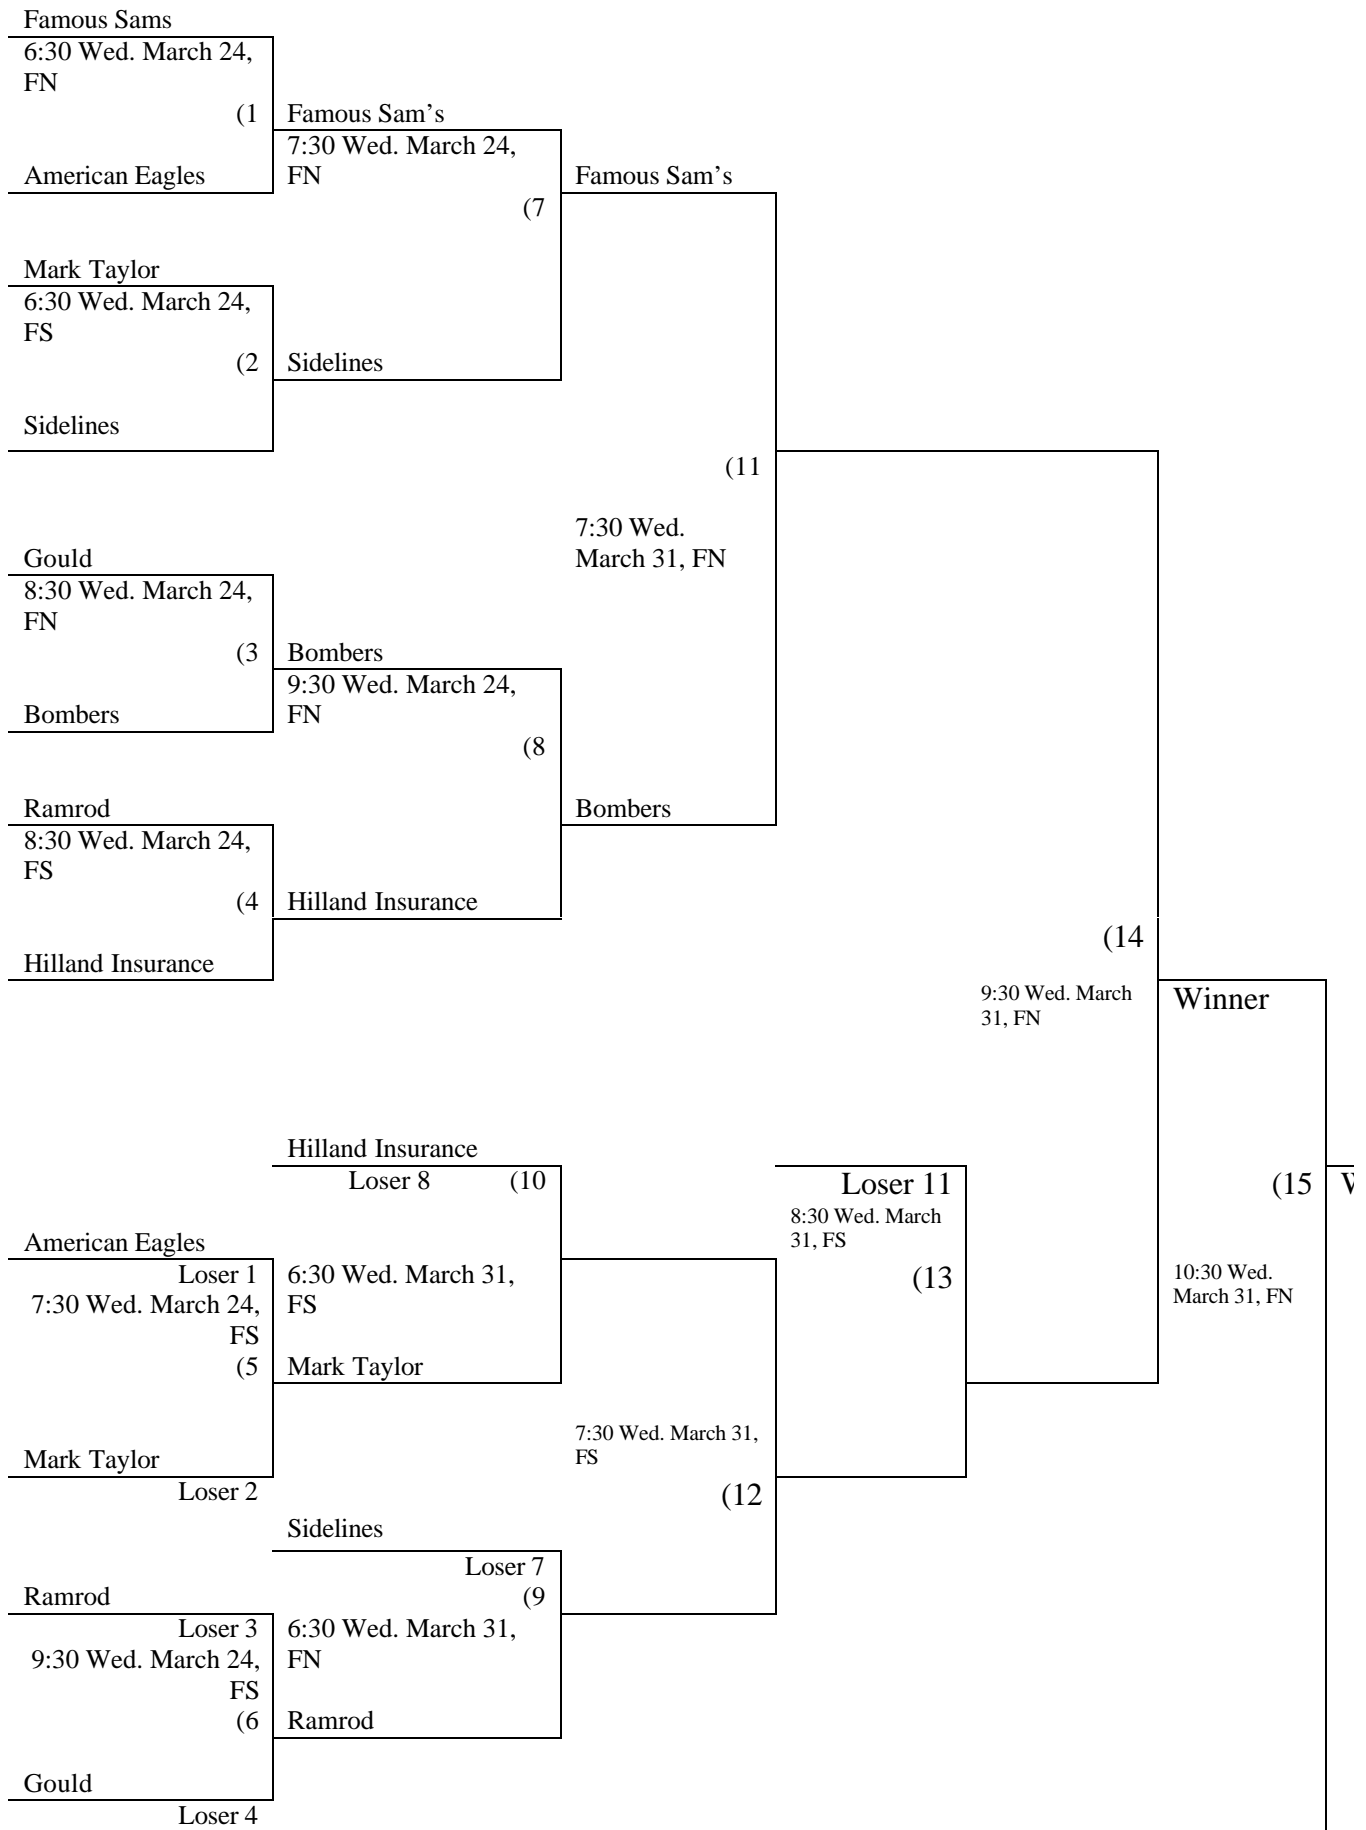 Famous Sams
6:30 Wed. March 24,
FN
(1
Famous Sam's
7:30 Wed. March 24,
FN
American Eagles
Famous Sam's
(7
Mark Taylor
6:30 Wed. March 24,
FS
(2
Sidelines
Sidelines
(11
7:30 Wed.
March 31, FN
Gould
8:30 Wed. March 24,
FN
(3
Bombers
9:30 Wed. March 24,
FN
Bombers
(8
Ramrod
Bombers
8:30 Wed. March 24,
FS
(4
Hilland Insurance
Hilland Insurance
(14
9:30 Wed. March
31, FN
Winner
Hilland Insurance
Loser 8 (10
Loser 11
8:30 Wed. March
31, FS
(13
(15
W
10:30 Wed.
March 31, FN
American Eagles
Loser 1
7:30 Wed. March 24,
FS
(5
6:30 Wed. March 31,
FS
Mark Taylor
7:30 Wed. March 31,
FS
(12
Mark Taylor
Loser 2
Sidelines
Loser 7
(9
Ramrod
Loser 3
9:30 Wed. March 24,
FS
(6
6:30 Wed. March 31,
FN
Ramrod
Gould
Loser 4